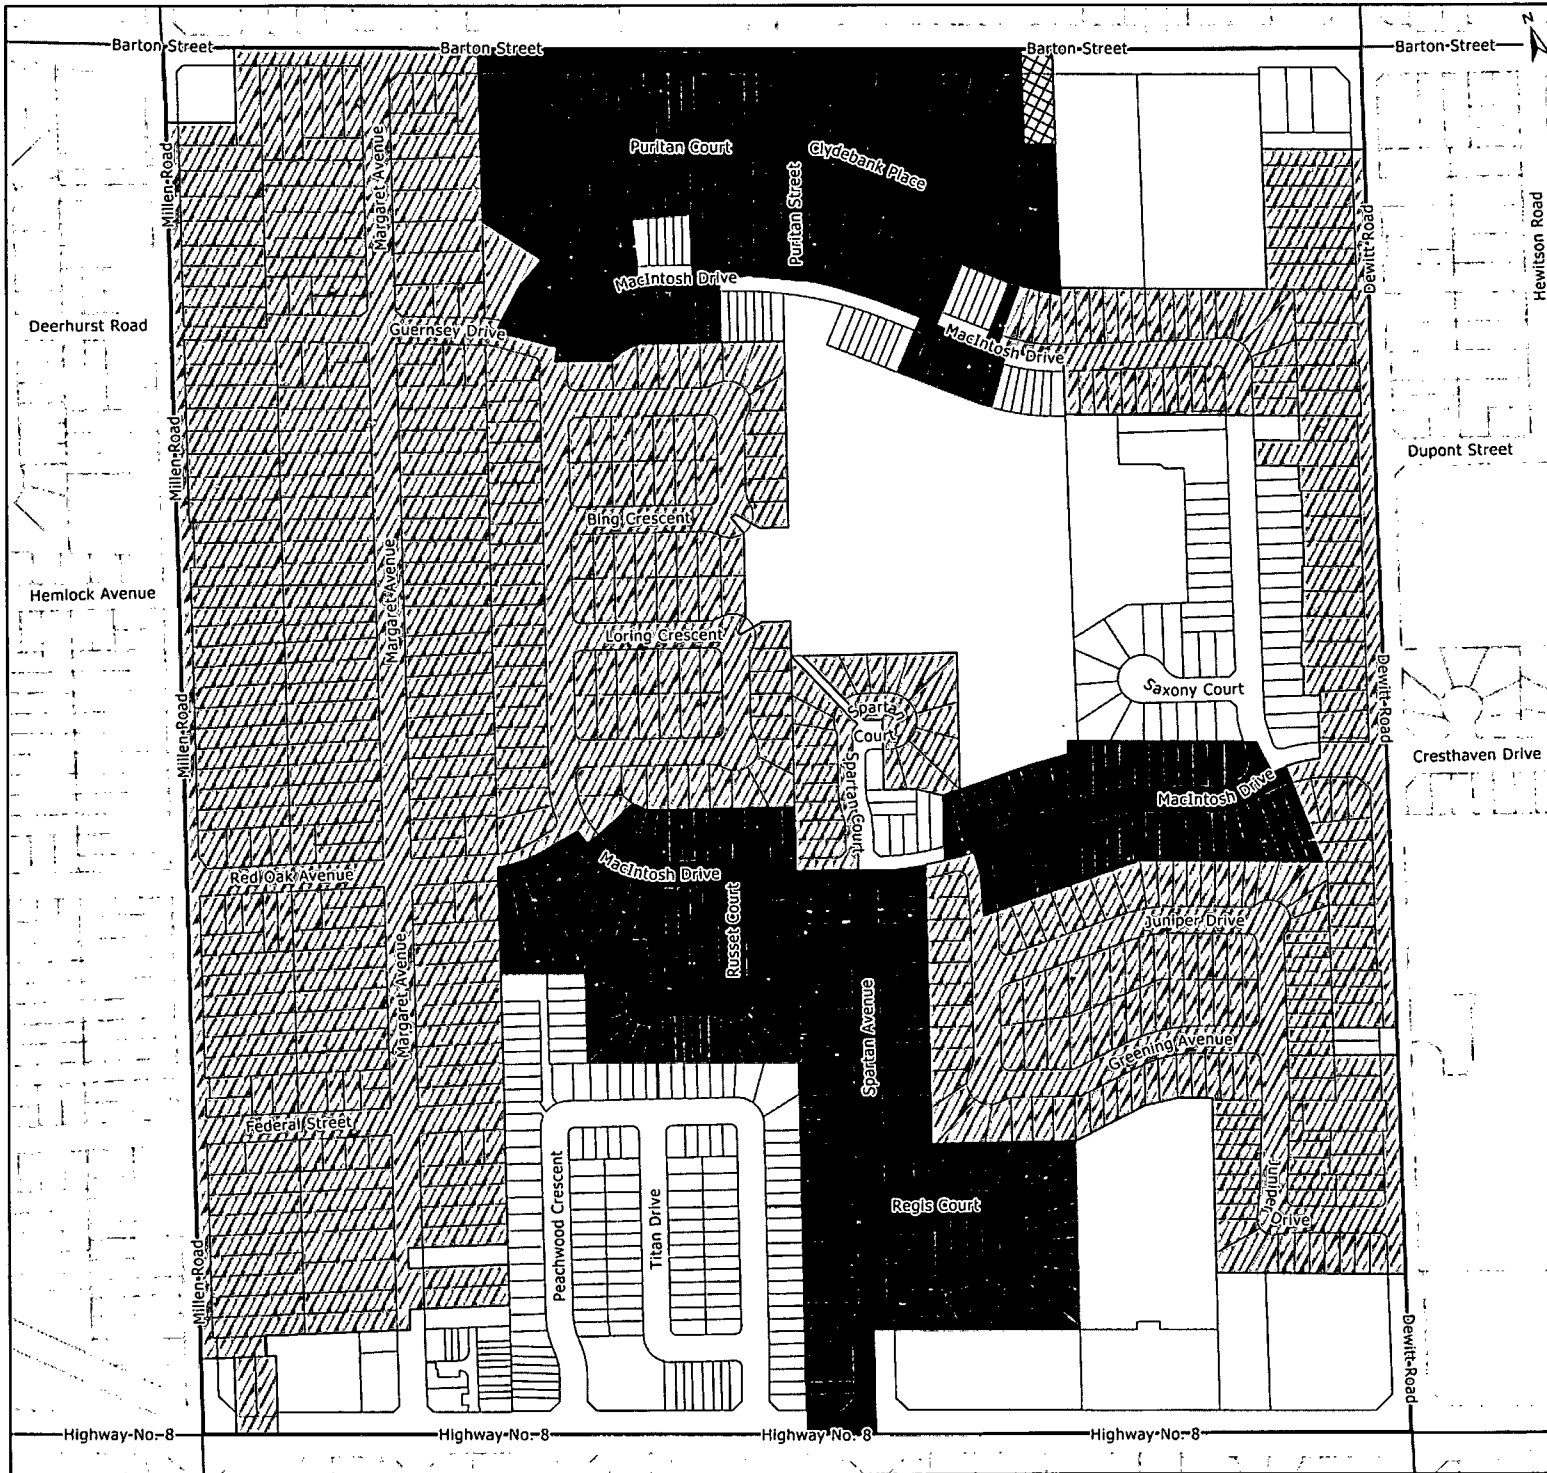 N
Barton Street
Barton Street
Barton Street
Barton Street
Puritan Court
Clydebank Place
Margaret Avenue
Millen Road
Puritan Street
Dewitt Road
Hewitson Road
MacIntosh Drive
Deerhurst Road
Guernsey Drive
MacIntosh Drive
Millen Road
Dupont Street
Bing Crescent
Hemlock Avenue
Margaret Avenue
Loring Crescent
Saxony Court
Dewitt Road
Spartan
Court
Millen Road
Spartan Court
Cresthaven Drive
MacIntosh Drive
Red Oak Avenue
MacIntosh Drive
Russet Court
Juniper Drive
Margaret Avenue
Spartan Avenue
Greening Avenue
Federal Street
Peachwood Crescent
Titan Drive
Regis Court
Juniper
Drive
Millen Road
Dewitt Road
Highway No. 8
Highway No. 8
Highway No. 8
Highway No. 8